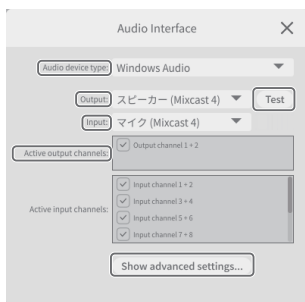 Audio Interface
Audio device type: Windows Audio
Output: スピーカー (Mixcast 4) Test
Input: マイク (Mixcast 4)
Active output channels: Output channel 1 + 2
Input channel 1 + 2
Input channel 3 + 4
Active input channels: Input channel 5 + 6
Input channel 7 + 8
Show advanced settings...